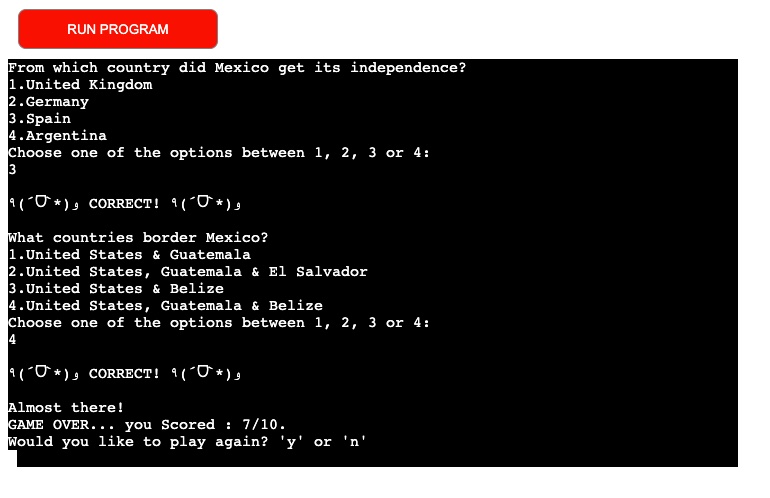 RUN PROGRAM
From which country did Mexico get its independence?
1.United Kingdom
2.Germany
3.Spain
4.Argentina
Choose one of the options between 1, 2, 3 or 4:
3
٩(ˊᗜˋ*)و CORRECT! ٩(ˊᗜˋ*)و
What countries border Mexico?
1.United States & Guatemala
2.United States, Guatemala & El Salvador
3.United States & Belize
4.United States, Guatemala & Belize
Choose one of the options between 1, 2, 3 or 4:
4
٩(ˊᗜˋ*)و CORRECT! ٩(ˊᗜˋ*)و
Almost there!
GAME OVER... you Scored : 7/10.
Would you like to play again? 'y' or 'n'